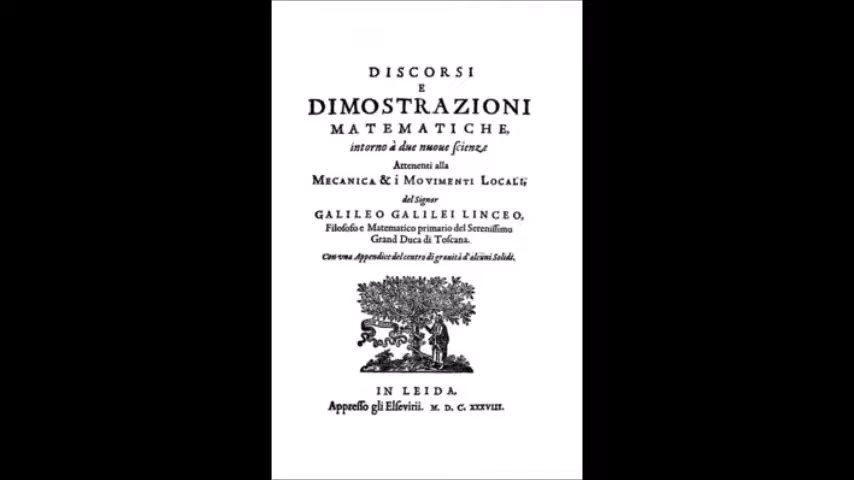 DISCORSI
E
DIMOSTRAZIONI
MATEMATICHE,
intorno à due nuoue ſcienze
Attenenti alla
MECANICA & i MOVIMENTI LOCALI,
del Signor
GALILEO GALILEI LINCEO,
Filoſofo e Matematico primario del Sereniſſimo
Grand Duca di Toſcana.
Con vna Appendice del centro di grauità d'alcuni Solidi.
IN LEIDA,
Appreſſo gli Elſevirii. M. D. C. XXXVIII.